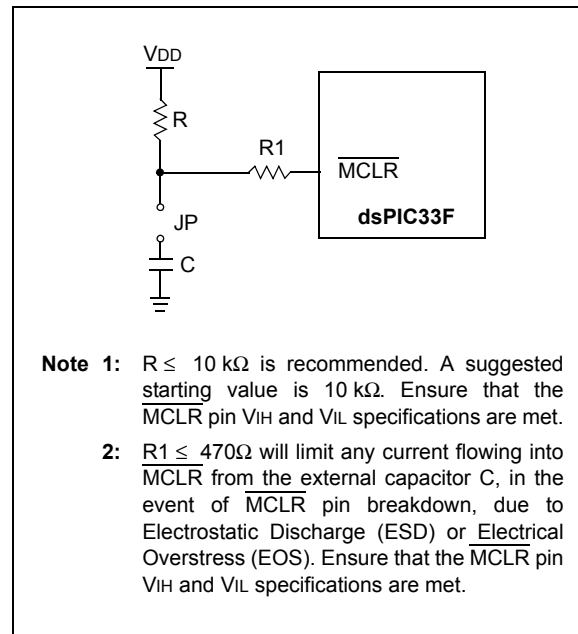 VDD
R
R1
MCLR
JP
dsPIC33F
C
Note 1: R ≤ 10 kΩ is recommended. A suggested
starting value is 10 kΩ. Ensure that the
MCLR pin VIH and VIL specifications are met.
2: R1 ≤ 470Ω will limit any current flowing into
MCLR from the external capacitor C, in the
event of MCLR pin breakdown, due to
Electrostatic Discharge (ESD) or Electrical
Overstress (EOS). Ensure that the MCLR pin
VIH and VIL specifications are met.